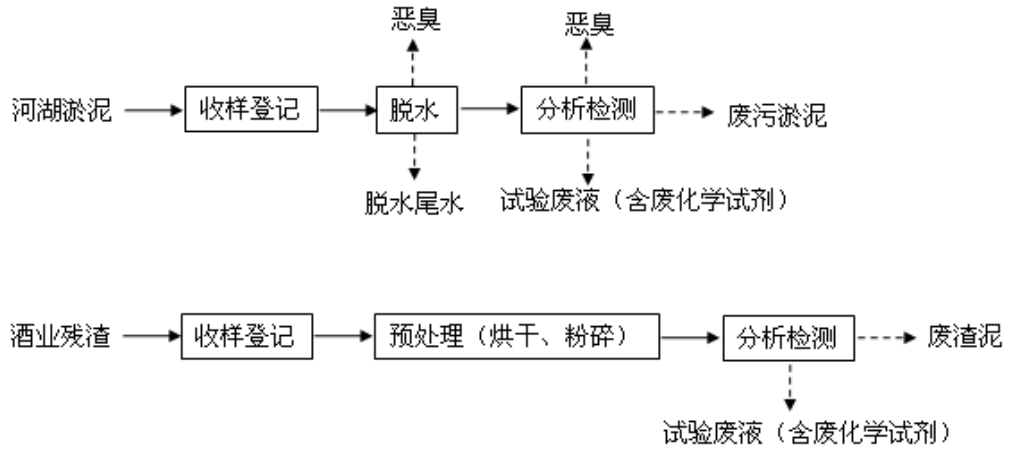 恶臭
恶臭
河湖淤泥
收样登记
脱水
分析检测
废污淤泥
脱水尾水
试验废液（含废化学试剂）
酒业残渣
收样登记
预处理（烘干、粉碎）
分析检测
废渣泥
试验废液（含废化学试剂）